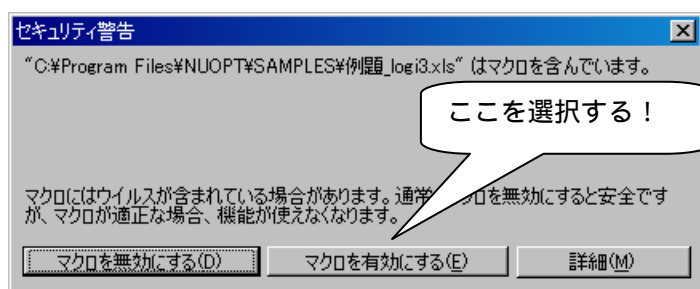 セキュリティ警告
"C:¥Program Files¥NUOPT¥SAMPLES¥例題_logi3.xls" はマクロを含んでいます。
ここを選択する!
マクロにはウイルスが含まれている場合があります。通常、マクロを無効にすると安全です
が、マクロが適正な場合、機能が使えなくなります。
マクロを無効にする(D) マクロを有効にする(E) 詳細(M)